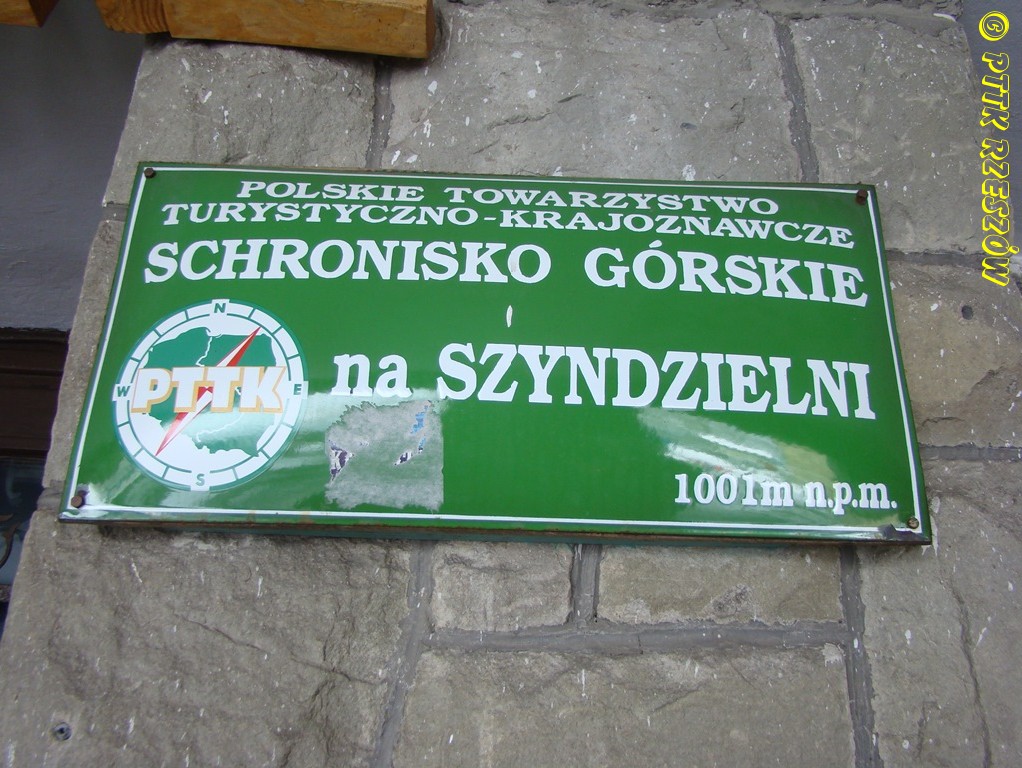 POLSKIE TOWARZYSTWO
TURYSTYCZNO-KRAJOZNAWCZE
SCHRONISKO GÓRSKIE
na SZYNDZIELNI
N
W PTTK E
S
1001m n.p.m.
© PTTK RZESZÓW